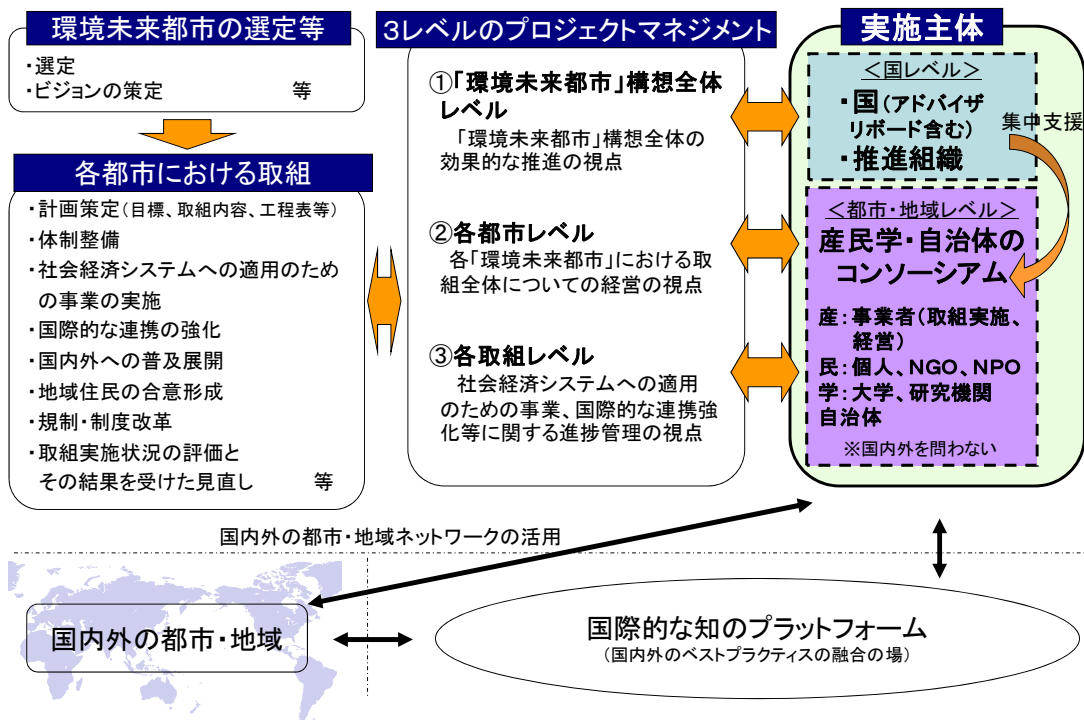 環境未来都市の選定等
・選定
・ビジョンの策定　　　　　　等
各都市における取組
・計画策定（目標、取組内容、工程表等）
・体制整備
・社会経済システムへの適用のため
の事業の実施
・国際的な連携の強化
・国内外への普及展開
・地域住民の合意形成
・規制・制度改革
・取組実施状況の評価と
その結果を受けた見直し　　　等
３レベルのプロジェクトマネジメント
①「環境未来都市」構想全体
レベル
「環境未来都市」構想全体の
効果的な推進の視点
②各都市レベル
各「環境未来都市」における取
組全体についての経営の視点
③各取組レベル
社会経済システムへの適用
のための事業、国際的な連携強
化等に関する進捗管理の視点
実施主体
＜国レベル＞
・国（アドバイザ
リボード含む）
・推進組織
集中支援
＜都市・地域レベル＞
産民学・自治体の
コンソーシアム
産：事業者（取組実施、
経営）
民：個人、ＮＧＯ、ＮＰＯ
学：大学、研究機関
自治体
※国内外を問わない
国内外の都市・地域ネットワークの活用
国内外の都市・地域
国際的な知のプラットフォーム
（国内外のベストプラクティスの融合の場）